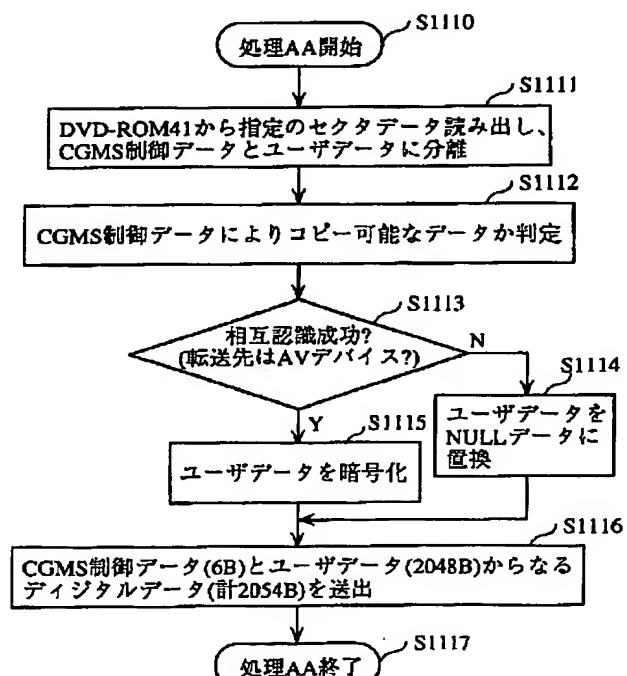 S1110
処理AA開始
S1111
DVD-ROM41から指定のセクタデータ読み出し、
CGMS制御データとユーザデータに分離
S1112
CGMS制御データによりコピー可能なデータか判定
S1113
相互認識成功?
(転送先はAVデバイス?)
N
S1114
ユーザデータを
NULLデータに
置換
Y
S1115
ユーザデータを暗号化
S1116
CGMS制御データ(6B)とユーザデータ(2048B)からなる
ディジタルデータ(計2054B)を送出
S1117
処理AA終了